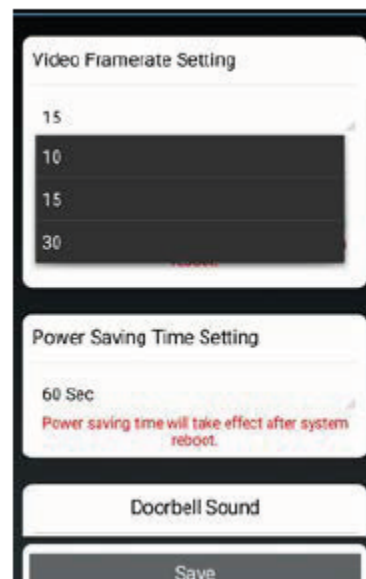 Video Framerate Setting
15
10
15
30
Power Saving Time Setting
60 Sec
Power saving time will take effect after system
reboot.
Doorbell Sound
Save